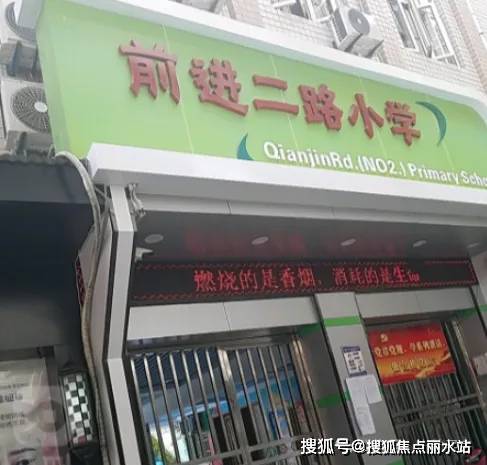 前进二路小学
QianjinRd.(NO2.) Primary Scho
燃烧的是香烟，消耗的是生
搜狐号@搜狐焦点丽水站